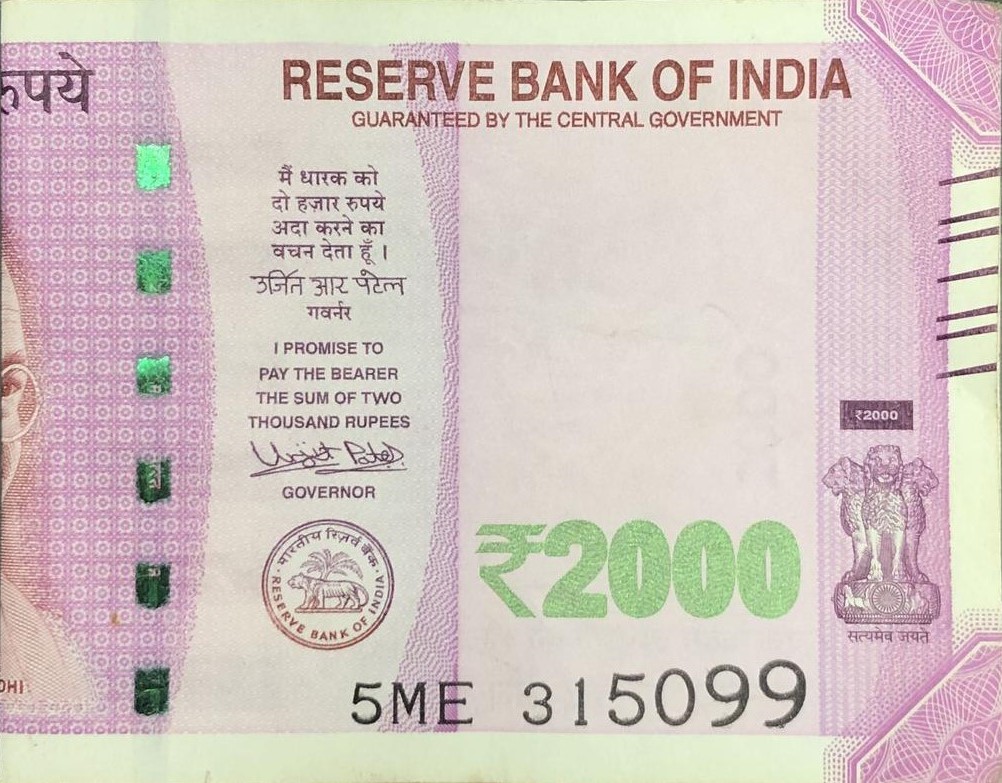 रुपये
RESERVE BANK OF INDIA
GUARANTEED BY THE CENTRAL GOVERNMENT
मैं धारक को
दो हज़ार रुपये
अदा करने का
वचन देता हूँ ।
उर्जित आर पटेल
गवर्नर
I PROMISE TO
PAY THE BEARER
THE SUM OF TWO
THOUSAND RUPEES
Urjit Patel
GOVERNOR
₹2000
भारतीय रिज़र्व बैंक
RESERVE BANK OF INDIA
₹2000
सत्यमेव जयते
DHI
5ME 315099